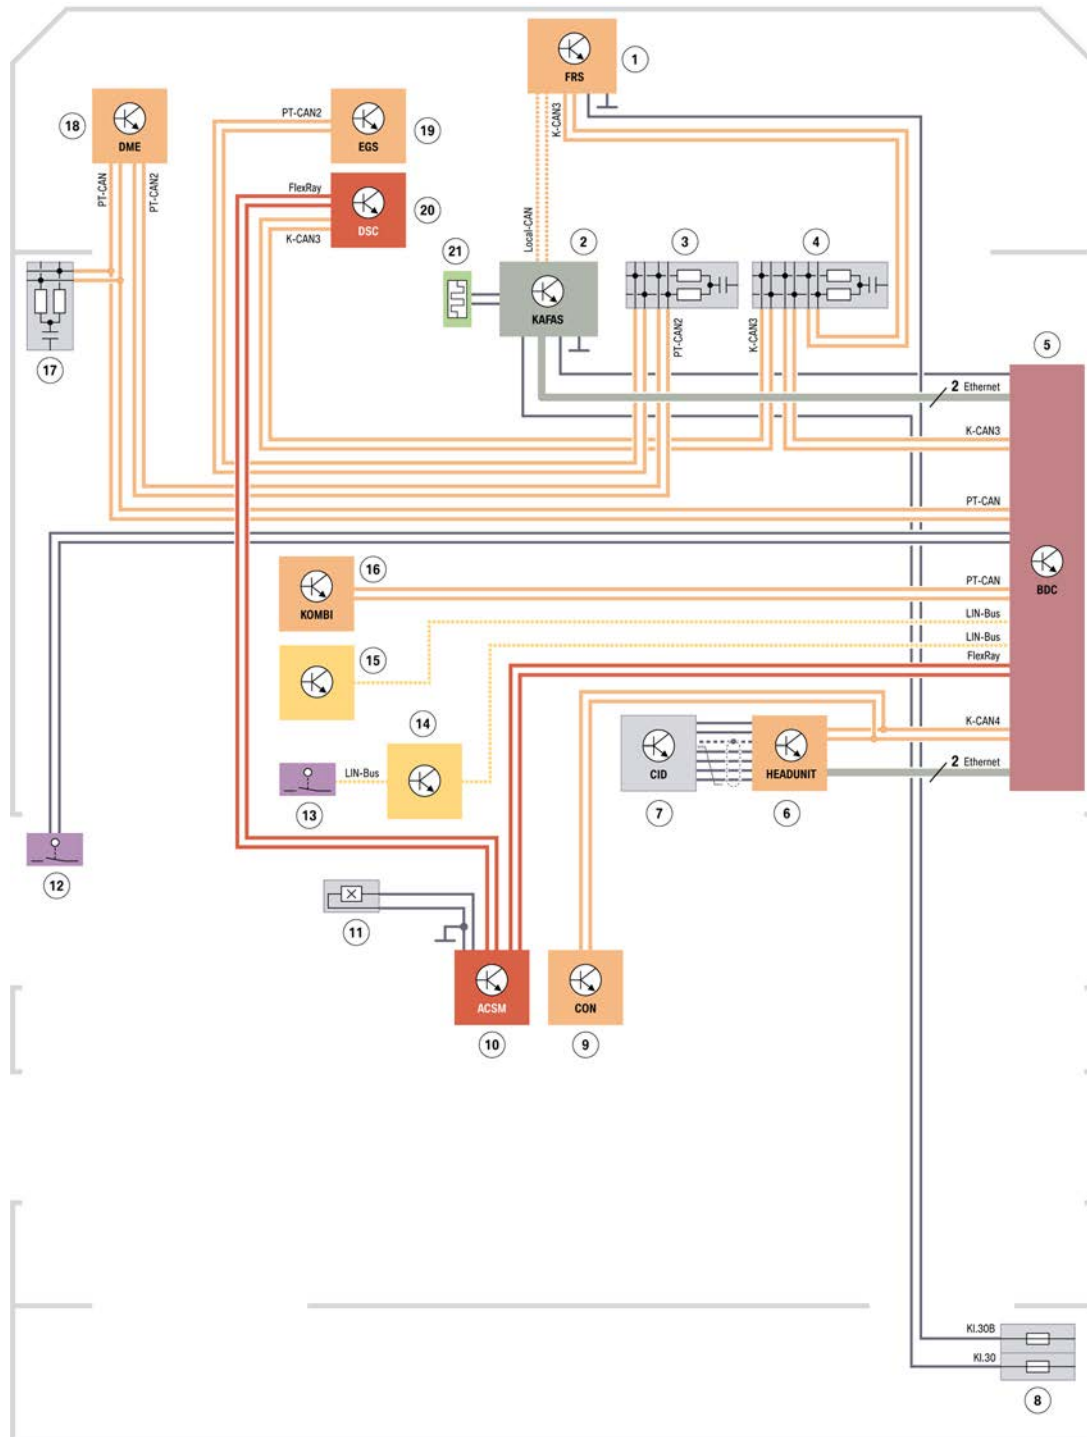 1
FRS
K-CAN3
18
DME
PT-CAN2
19
EGS
PT-CAN
PT-CAN2
FlexRay
20
DSC
K-CAN3
Local-CAN
21
2
KAFAS
3
PT-CAN2
4
K-CAN3
17
5
2 Ethernet
K-CAN3
PT-CAN
16
KOMBI
PT-CAN
BDC
LIN-Bus
15
LIN-Bus
FlexRay
14
K-CAN4
CID
HEADUNIT
2 Ethernet
LIN-Bus
13
7
6
12
11
ACSM
CON
10
9
Kl.30B
Kl.30
8